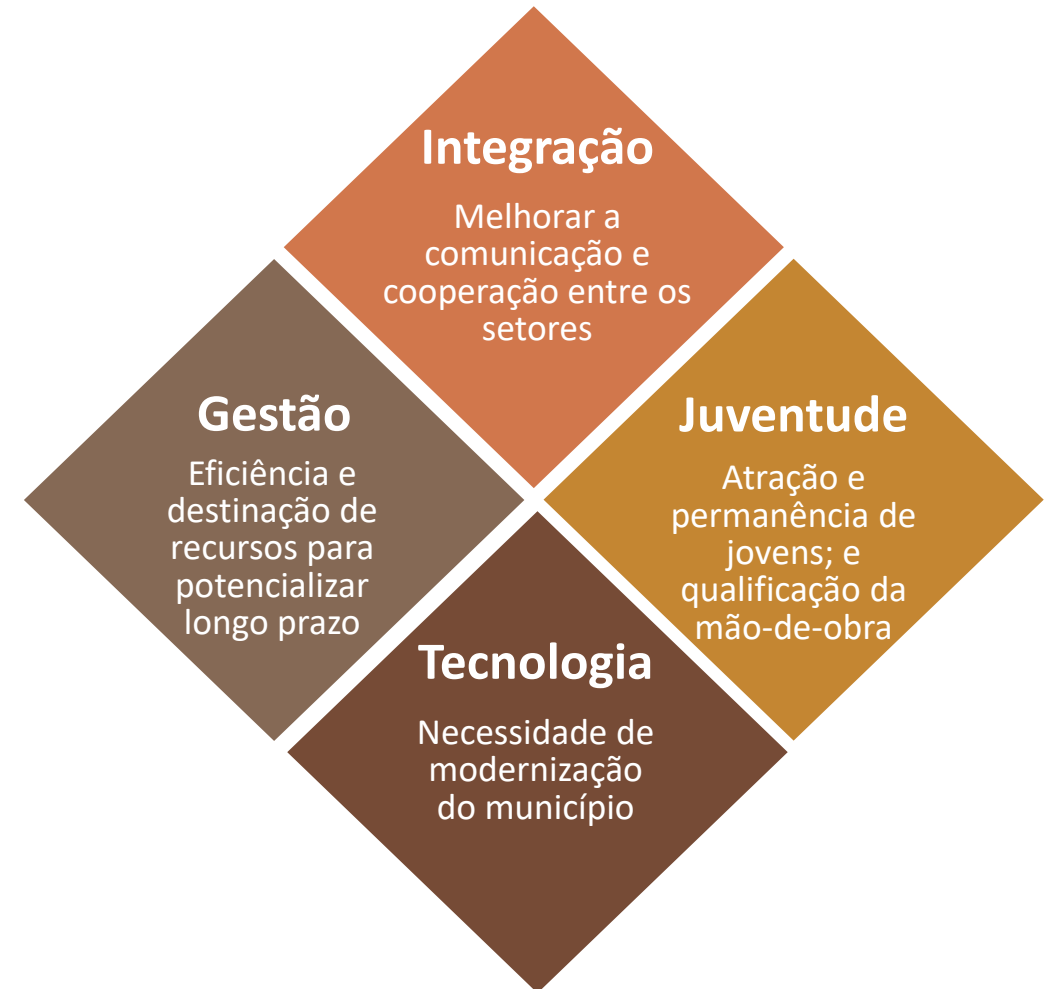 Integração
Melhorar a
comunicação e
cooperação entre os
setores
Gestão
Eficiência e
destinação de
recursos para
potencializar
longo prazo
Juventude
Atração e
permanência de
jovens; e
qualificação da
mão-de-obra
Tecnologia
Necessidade de
modernização
do município